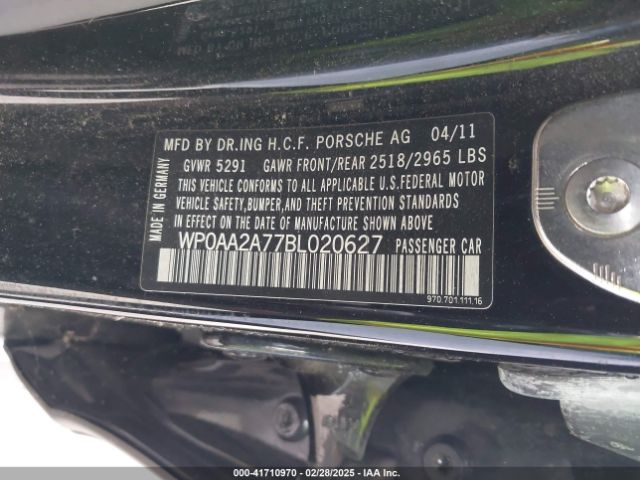 MFD BY DR.ING H.C.F. PORSCHE AG 04/11
GVWR 5291 GAWR FRONT/REAR 2518/2965 LBS
THIS VEHICLE CONFORMS TO ALL APPLICABLE U.S.FEDERAL MOTOR
VEHICLE SAFETY,BUMPER,AND THEFT PREVENTION STANDARDS
IN EFFECT ON THE DATE OF MANUFACTURE SHOWN ABOVE
WP0AA2A77BL020627 PASSENGER CAR
970.701.111.16
MADE IN GERMANY
000-41710970 - 02/28/2025 - IAA Inc.